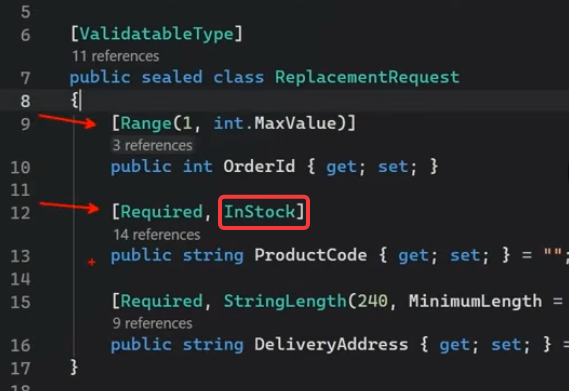 5
6 [ValidatableType]
11 references
7 public sealed class ReplacementRequest
8 {
9 [Range(1, int.MaxValue)]
3 references
10 public int OrderId { get; set; }
11
12 [Required, InStock]
14 references
13 public string ProductCode { get; set; } = "";
14
15 [Required, StringLength(240, MinimumLength =
9 references
16 public string DeliveryAddress { get; set; } =
17 }
18